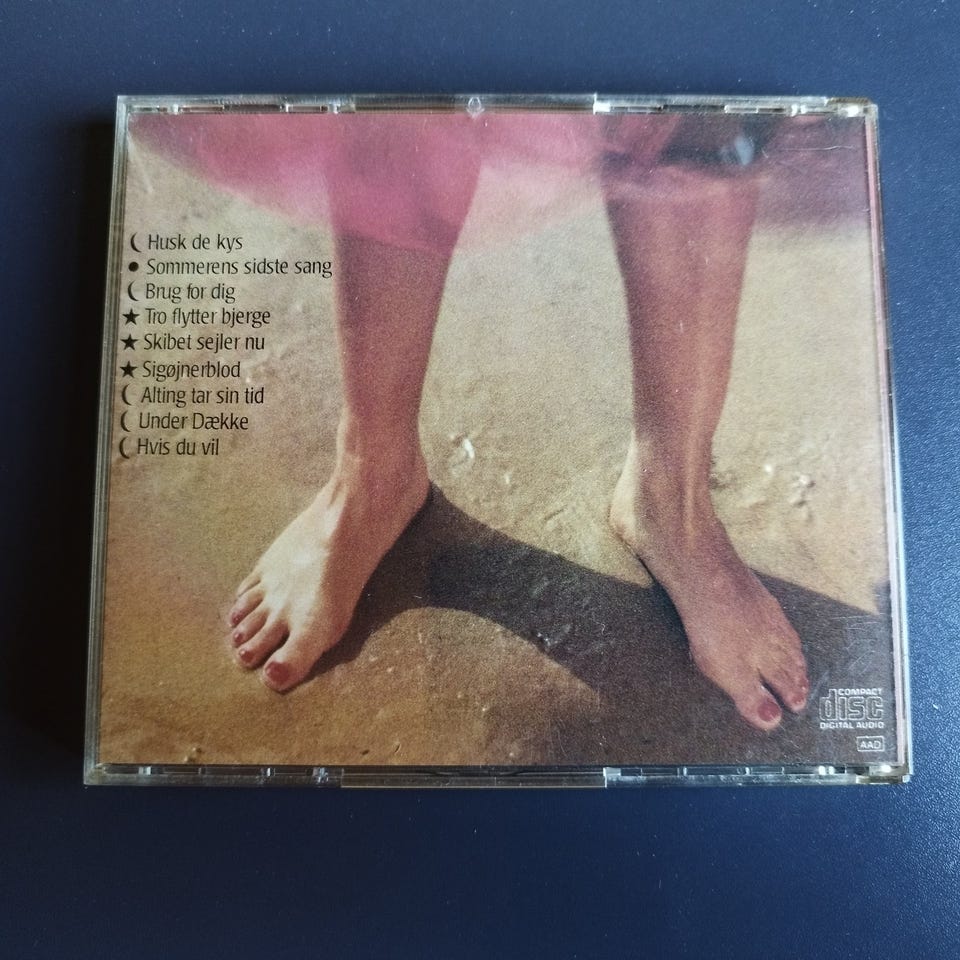 Husk de kys
Sommerens sidste sang
Brug for dig
Tro flytter bjerge
Skibet sejler nu
Sigøjnerblod
Alting tar sin tid
Under Dække
Hvis du vil
COMPACT
disc
DIGITAL AUDIO
AAD